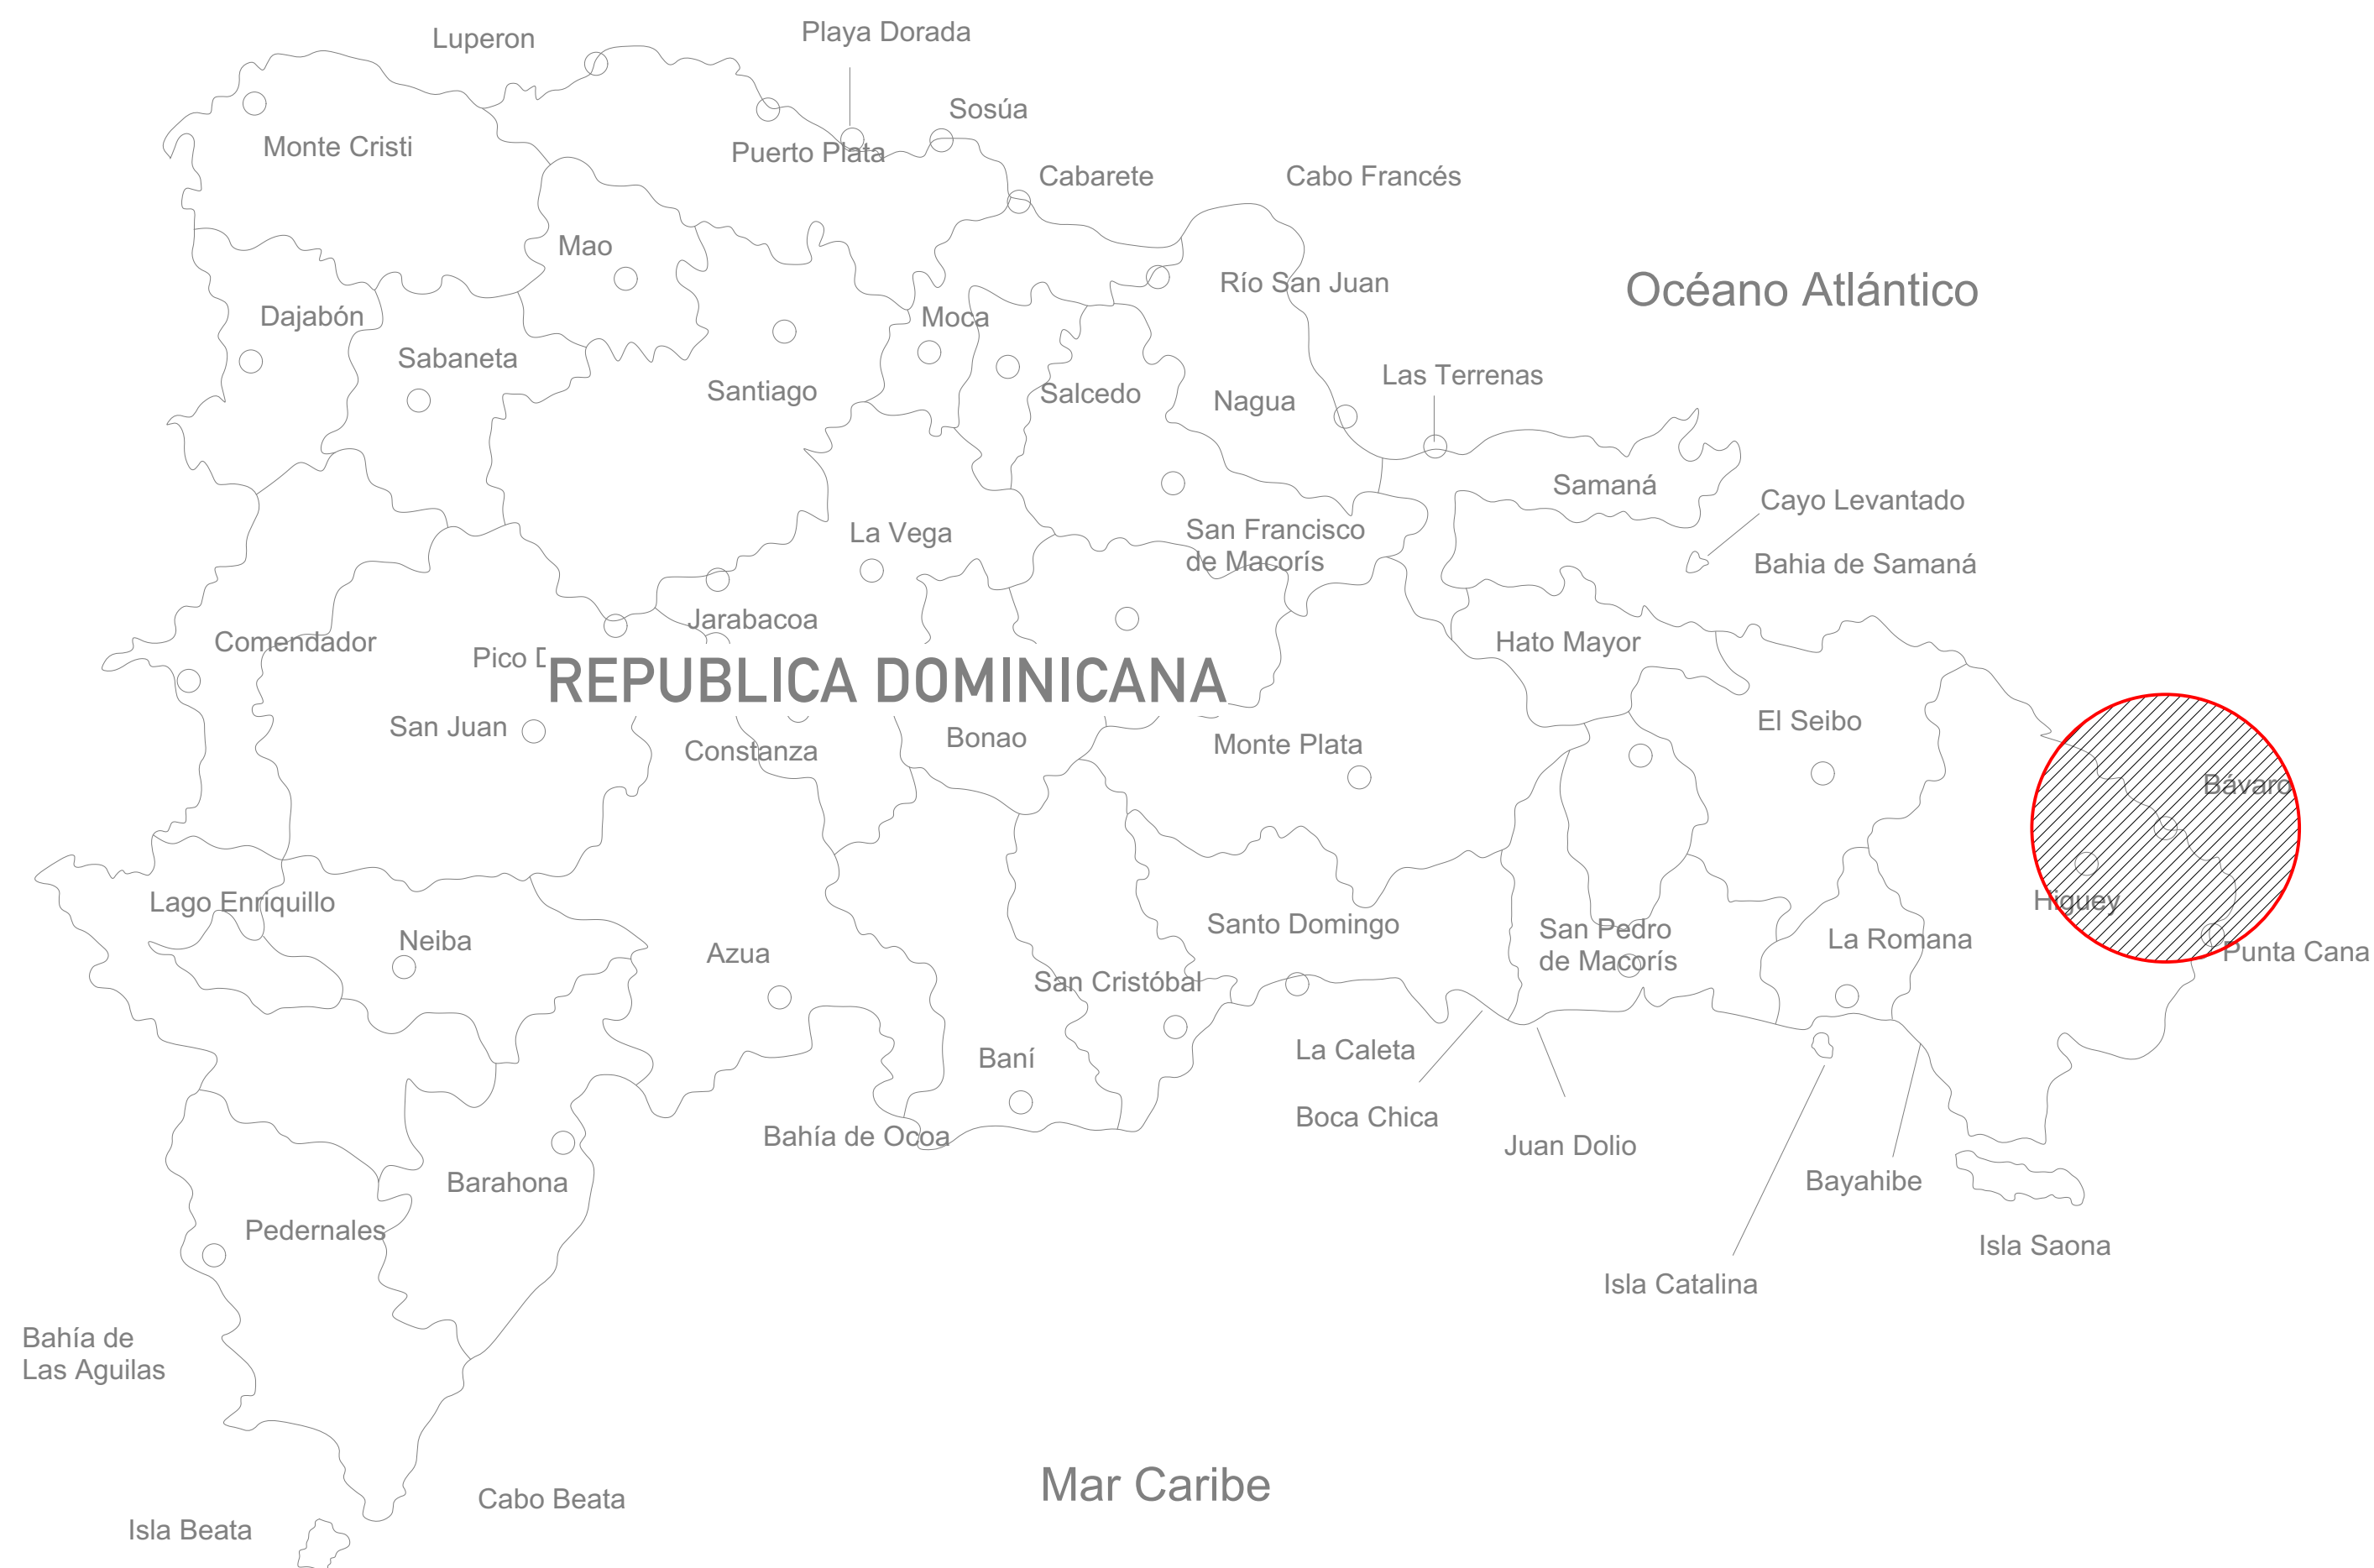 Luperon
Playa Dorada
Sosúa
Monte Cristi
Puerto Plata
Cabarete
Cabo Francés
Mao
Río San Juan
Océano Atlántico
Dajabón
Moca
Sabaneta
Santiago
Salcedo
Nagua
Las Terrenas
Samaná
Cayo Levantado
La Vega
San Francisco
de Macorís
Bahia de Samaná
Jarabacoa
Comendador
Hato Mayor
Pico
REPUBLICA DOMINICANA
San Juan
Constanza
Bonao
Monte Plata
El Seibo
Bávaro
Lago Enriquillo
Higuey
Neiba
Azua
Santo Domingo
San Pedro
de Macorís
La Romana
Punta Cana
San Cristóbal
Baní
La Caleta
Boca Chica
Bahía de Ocoa
Juan Dolio
Barahona
Bayahibe
Pedernales
Isla Saona
Isla Catalina
Bahía de
Las Aguilas
Mar Caribe
Cabo Beata
Isla Beata